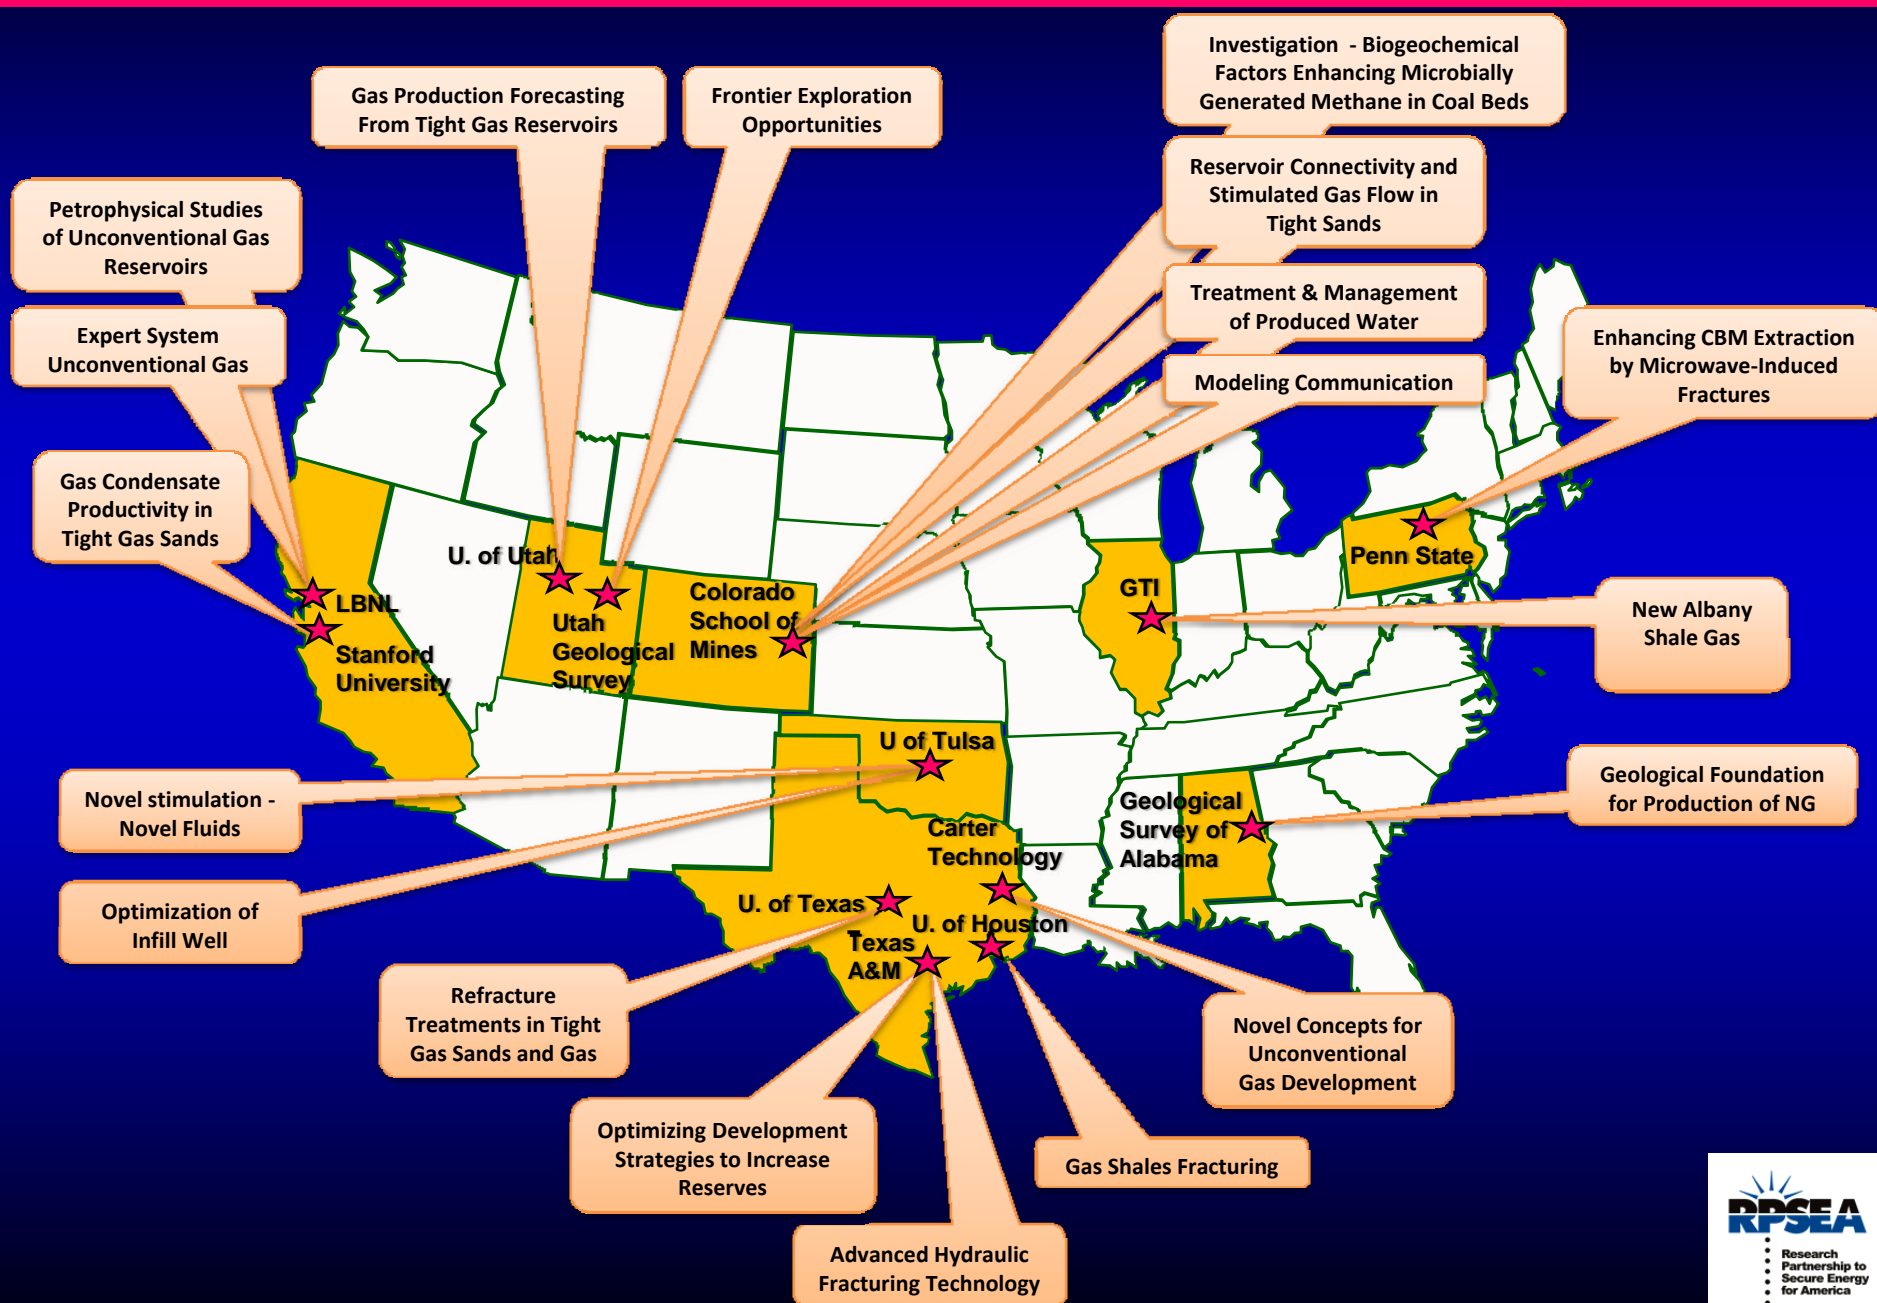 Investigation - Biogeochemical
Factors Enhancing Microbially
Generated Methane in Coal Beds
Gas Production Forecasting
From Tight Gas Reservoirs
Frontier Exploration
Opportunities
Reservoir Connectivity and
Stimulated Gas Flow in
Tight Sands
Petrophysical Studies
of Unconventional Gas
Reservoirs
Treatment & Management
of Produced Water
Expert System
Unconventional Gas
Enhancing CBM Extraction
by Microwave-Induced
Fractures
Modeling Communication
Gas Condensate
Productivity in
Tight Gas Sands
U. of Utah
Penn State
LBNL
Colorado
School of
Mines
GTI
Utah
Geological
Survey
Stanford
University
New Albany
Shale Gas
U of Tulsa
Novel stimulation -
Novel Fluids
Geological
Survey of
Alabama
Geological Foundation
for Production of NG
Carter
Technology
Optimization of
Infill Well
U. of Texas
U. of Houston
Texas
A&M
Refracture
Treatments in Tight
Gas Sands and Gas
Novel Concepts for
Unconventional
Gas Development
Optimizing Development
Strategies to Increase
Reserves
Gas Shales Fracturing
Advanced Hydraulic
Fracturing Technology
RPSEA
Research
Partnership to
Secure Energy
for America